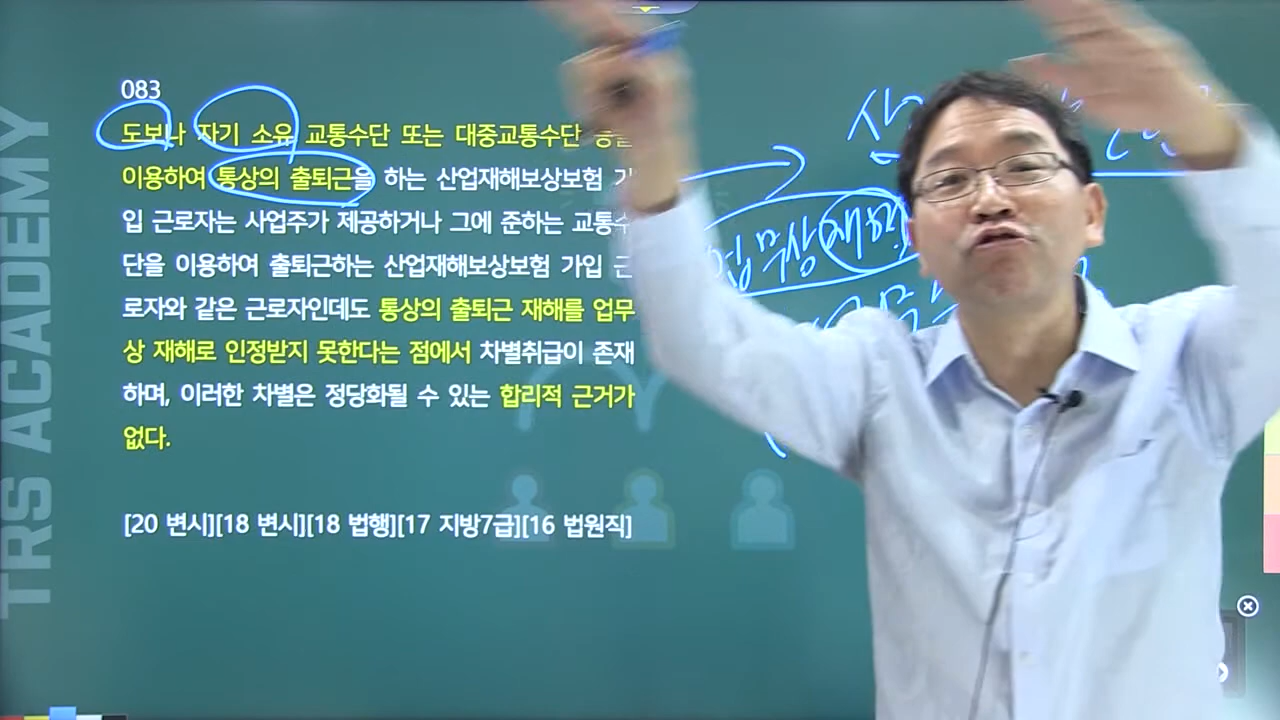 083
도보나 자기 소유 교통수단 또는 대중교통수단 등을
이용하여 통상의 출퇴근을 하는 산업재해보상보험 가
입 근로자는 사업주가 제공하거나 그에 준하는 교통수
단을 이용하여 출퇴근하는 산업재해보상보험 가입 근
로자와 같은 근로자인데도 통상의 출퇴근 재해를 업무
상 재해로 인정받지 못한다는 점에서 차별취급이 존재
하며, 이러한 차별은 정당화될 수 있는 합리적 근거가
없다.
[20 변시][18 변시][18 법행][17 지방7급][16 법원직]
TRS ACADEMY
업무상 재해